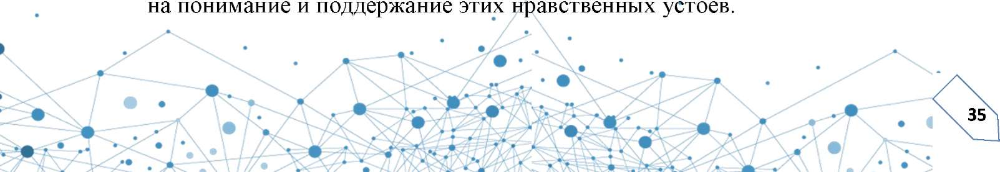 на понимание и поддержание этих нравственных устоев.
35